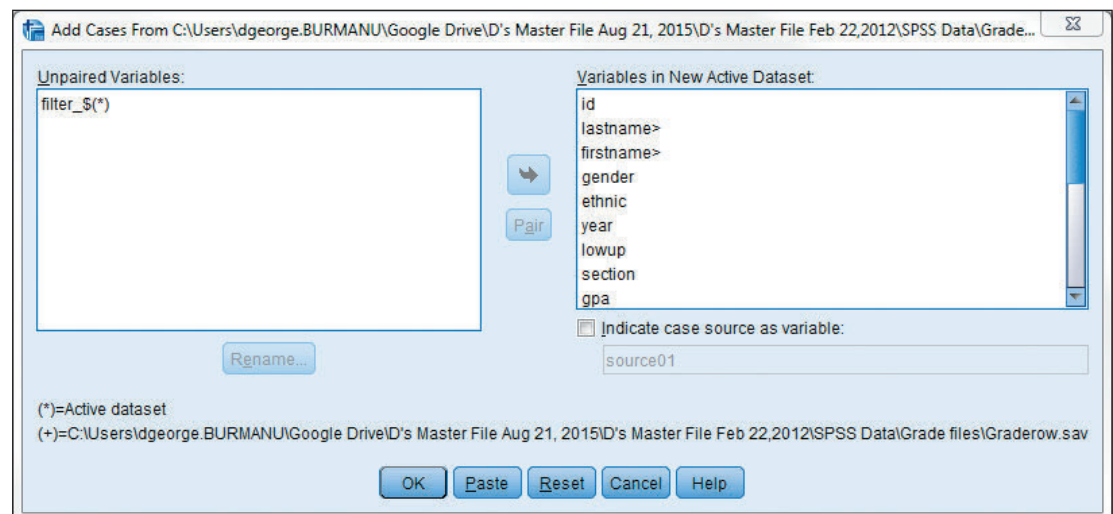 Add Cases From C:\Users\dgeorge.BURMANU\Google Drive\D's Master File Aug 21, 2015\D's Master File Feb 22,2012\SPSS Data\Grade...
Unpaired Variables:
filter_$(*)
Pair
Rename...
Variables in New Active Dataset:
id
lastname>
firstname>
gender
ethnic
year
lowup
section
gpa
Indicate case source as variable:
source01
(*)=Active dataset
(+)=C:\Users\dgeorge.BURMANU\Google Drive\D's Master File Aug 21, 2015\D's Master File Feb 22,2012\SPSS Data\Grade files\Graderow.sav
OK Paste Reset Cancel Help